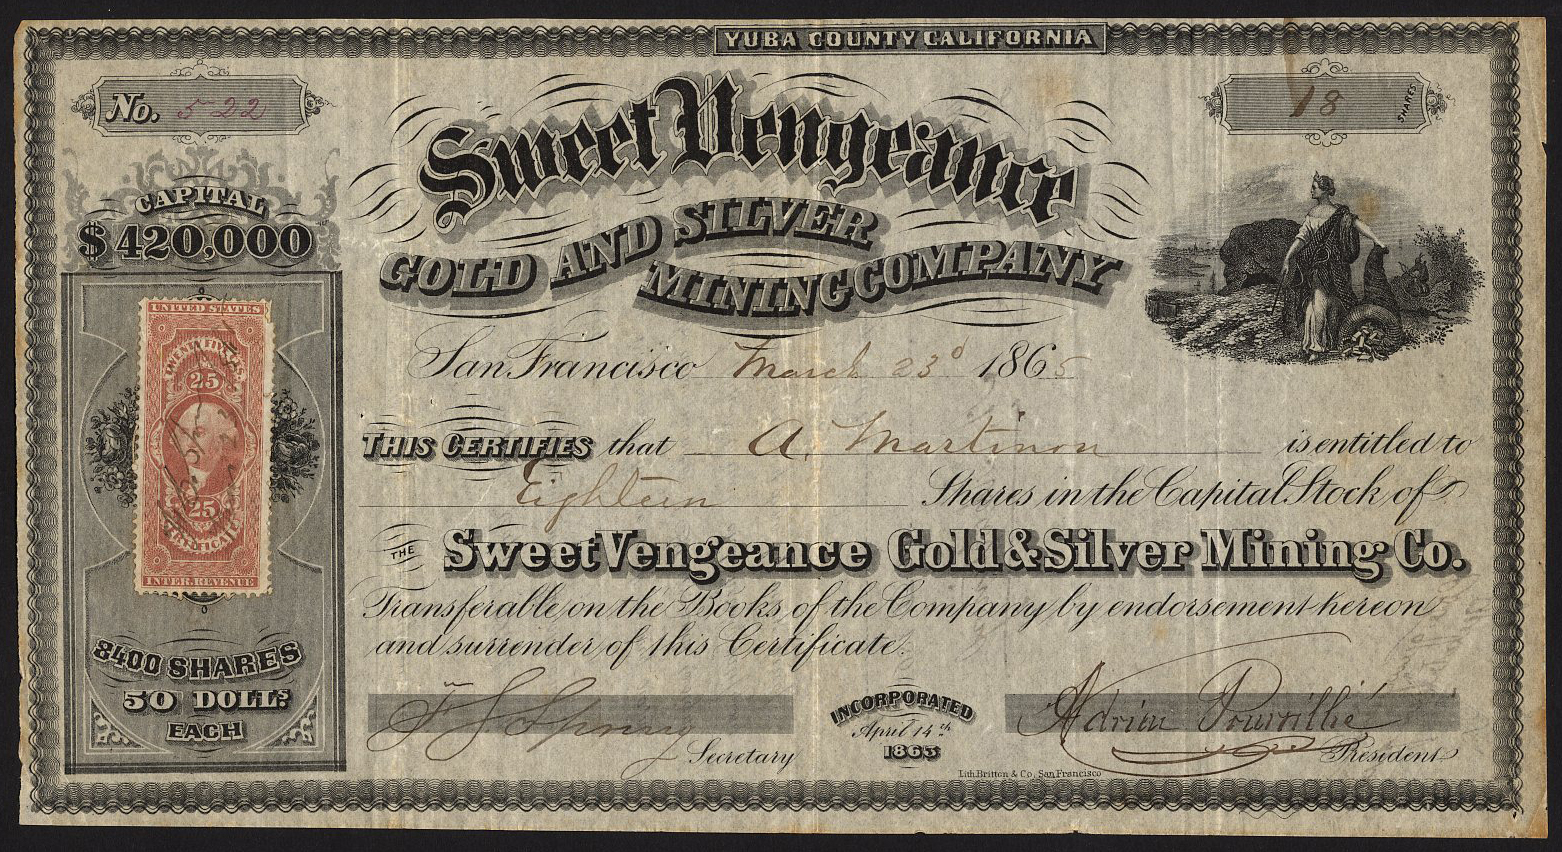 YUBA COUNTY CALIFORNIA
No. 522
18 SHARES
CAPITAL
$420,000
Sweet Vengeance
GOLD AND SILVER
MINING COMPANY
San Francisco March 23d 1865
UNITED STATES
TWENTY FIVE CTS
25
25
CERTIFICATE
INTER. REVENUE
THIS CERTIFIES that A. Martinon is entitled to
Eighteen Shares in the Capital Stock of
THE Sweet Vengeance Gold & Silver Mining Co.
Transferable on the Books of the Company by endorsement hereon
and surrender of this Certificate.
8400 SHARES
50 DOLLS
EACH
Secretary
INCORPORATED
April 14th
1863
Adrien
President
Lith. Britton & Co. San Francisco